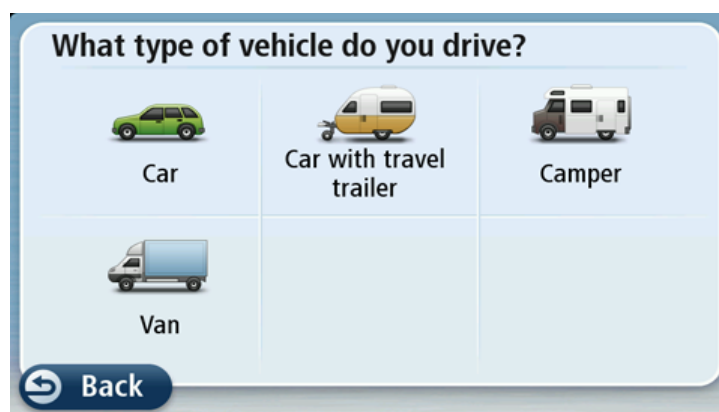 What type of vehicle do you drive?
Car
Car with travel
trailer
Camper
Van
Back